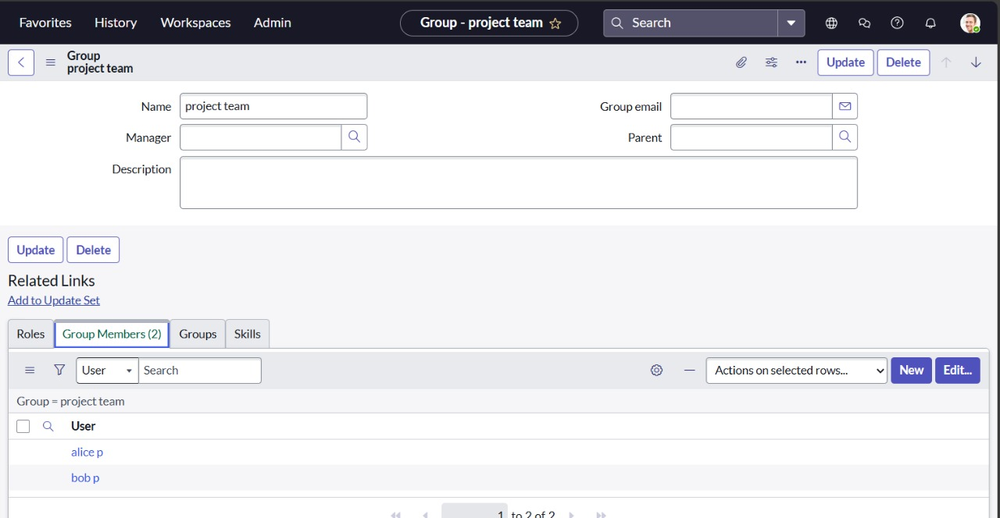 Favorites History Workspaces Admin Group - project team Search
Group
project team
Update Delete
Name project team Group email
Manager Parent
Description
Update Delete
Related Links
Add to Update Set
Roles Group Members (2) Groups Skills
User Search Actions on selected rows... New Edit...
Group = project team
User
alice p
bob p
1 to 2 of 2